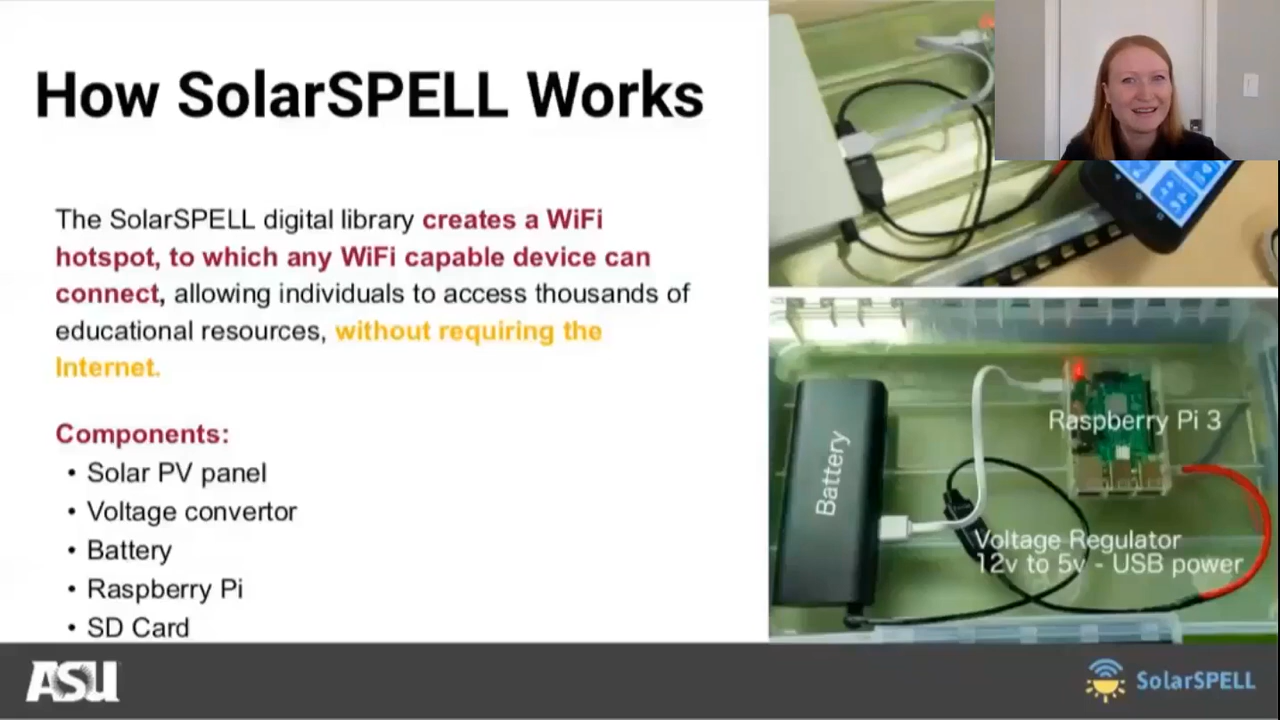 How SolarSPELL Works
The SolarSPELL digital library creates a WiFi
hotspot, to which any WiFi capable device can
connect, allowing individuals to access thousands of
educational resources, without requiring the
Internet.
Components:
• Solar PV panel
• Voltage convertor
• Battery
• Raspberry Pi
• SD Card
Battery
Raspberry Pi 3
Voltage Regulator
12v to 5v - USB power
ASU
SolarSPELL